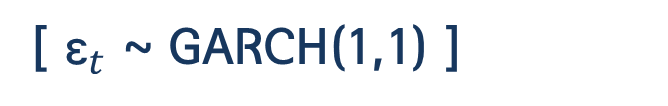 [ ε𝑡 ~ GARCH(1,1) ]